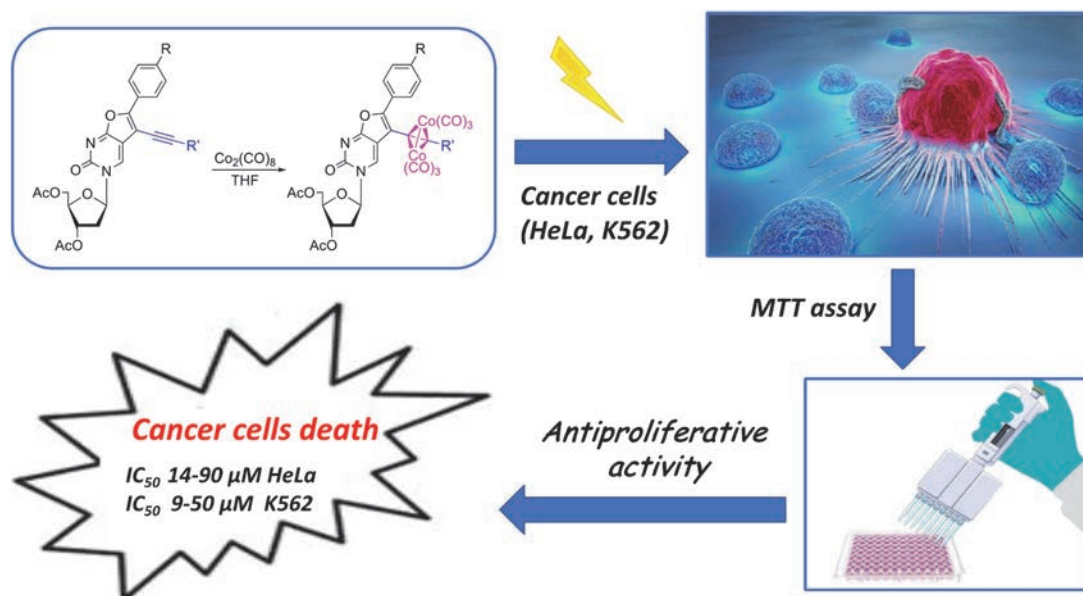 R
R
O
O
N
N
O
N
O
N
R'
R'
Co₂(CO)₈
THF
Co(CO)₃
Co
(CO)₃
AcO
O
AcO
AcO
O
AcO
Cancer cells
(HeLa, K562)
MTT assay
Cancer cells death
IC₅₀ 14-90 µM HeLa
IC₅₀ 9-50 µM K562
Antiproliferative
activity